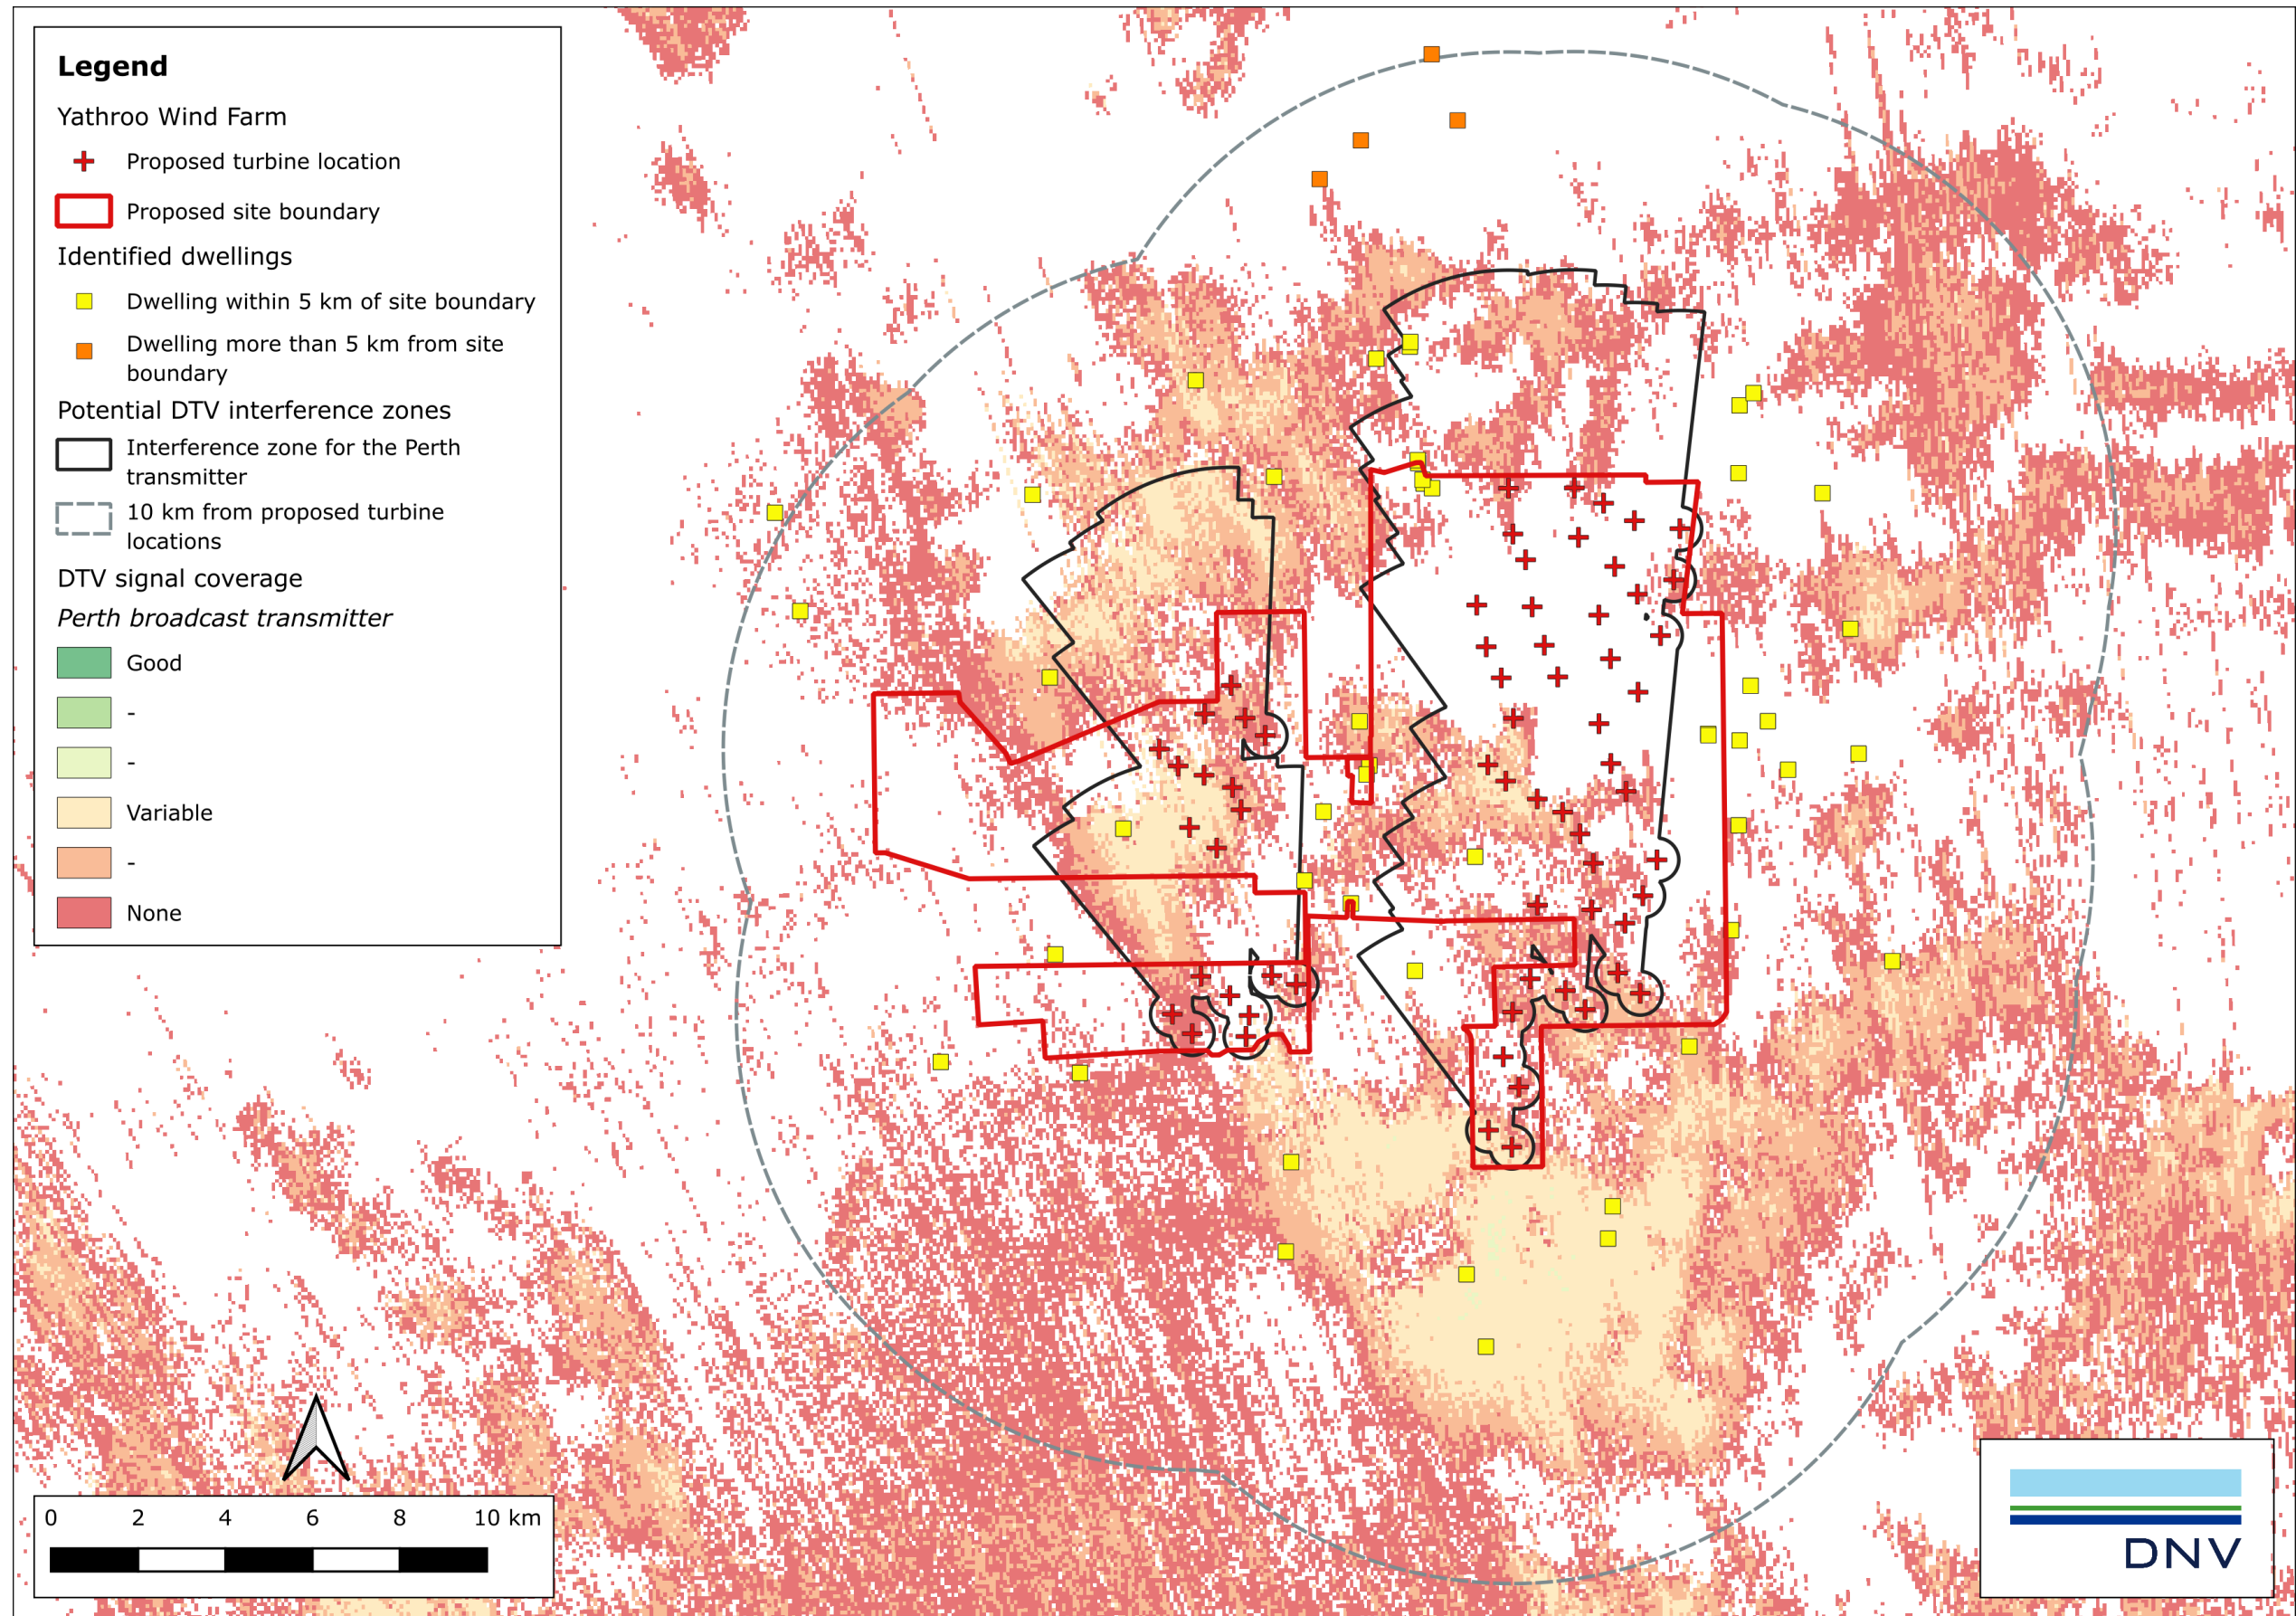 Legend
Yathroo Wind Farm
Proposed turbine location
Proposed site boundary
Identified dwellings
Dwelling within 5 km of site boundary
Dwelling more than 5 km from site
boundary
Potential DTV interference zones
Interference zone for the Perth
transmitter
10 km from proposed turbine
locations
DTV signal coverage
Perth broadcast transmitter
Good
-
-
Variable
-
None
0 2 4 6 8 10 km
DNV